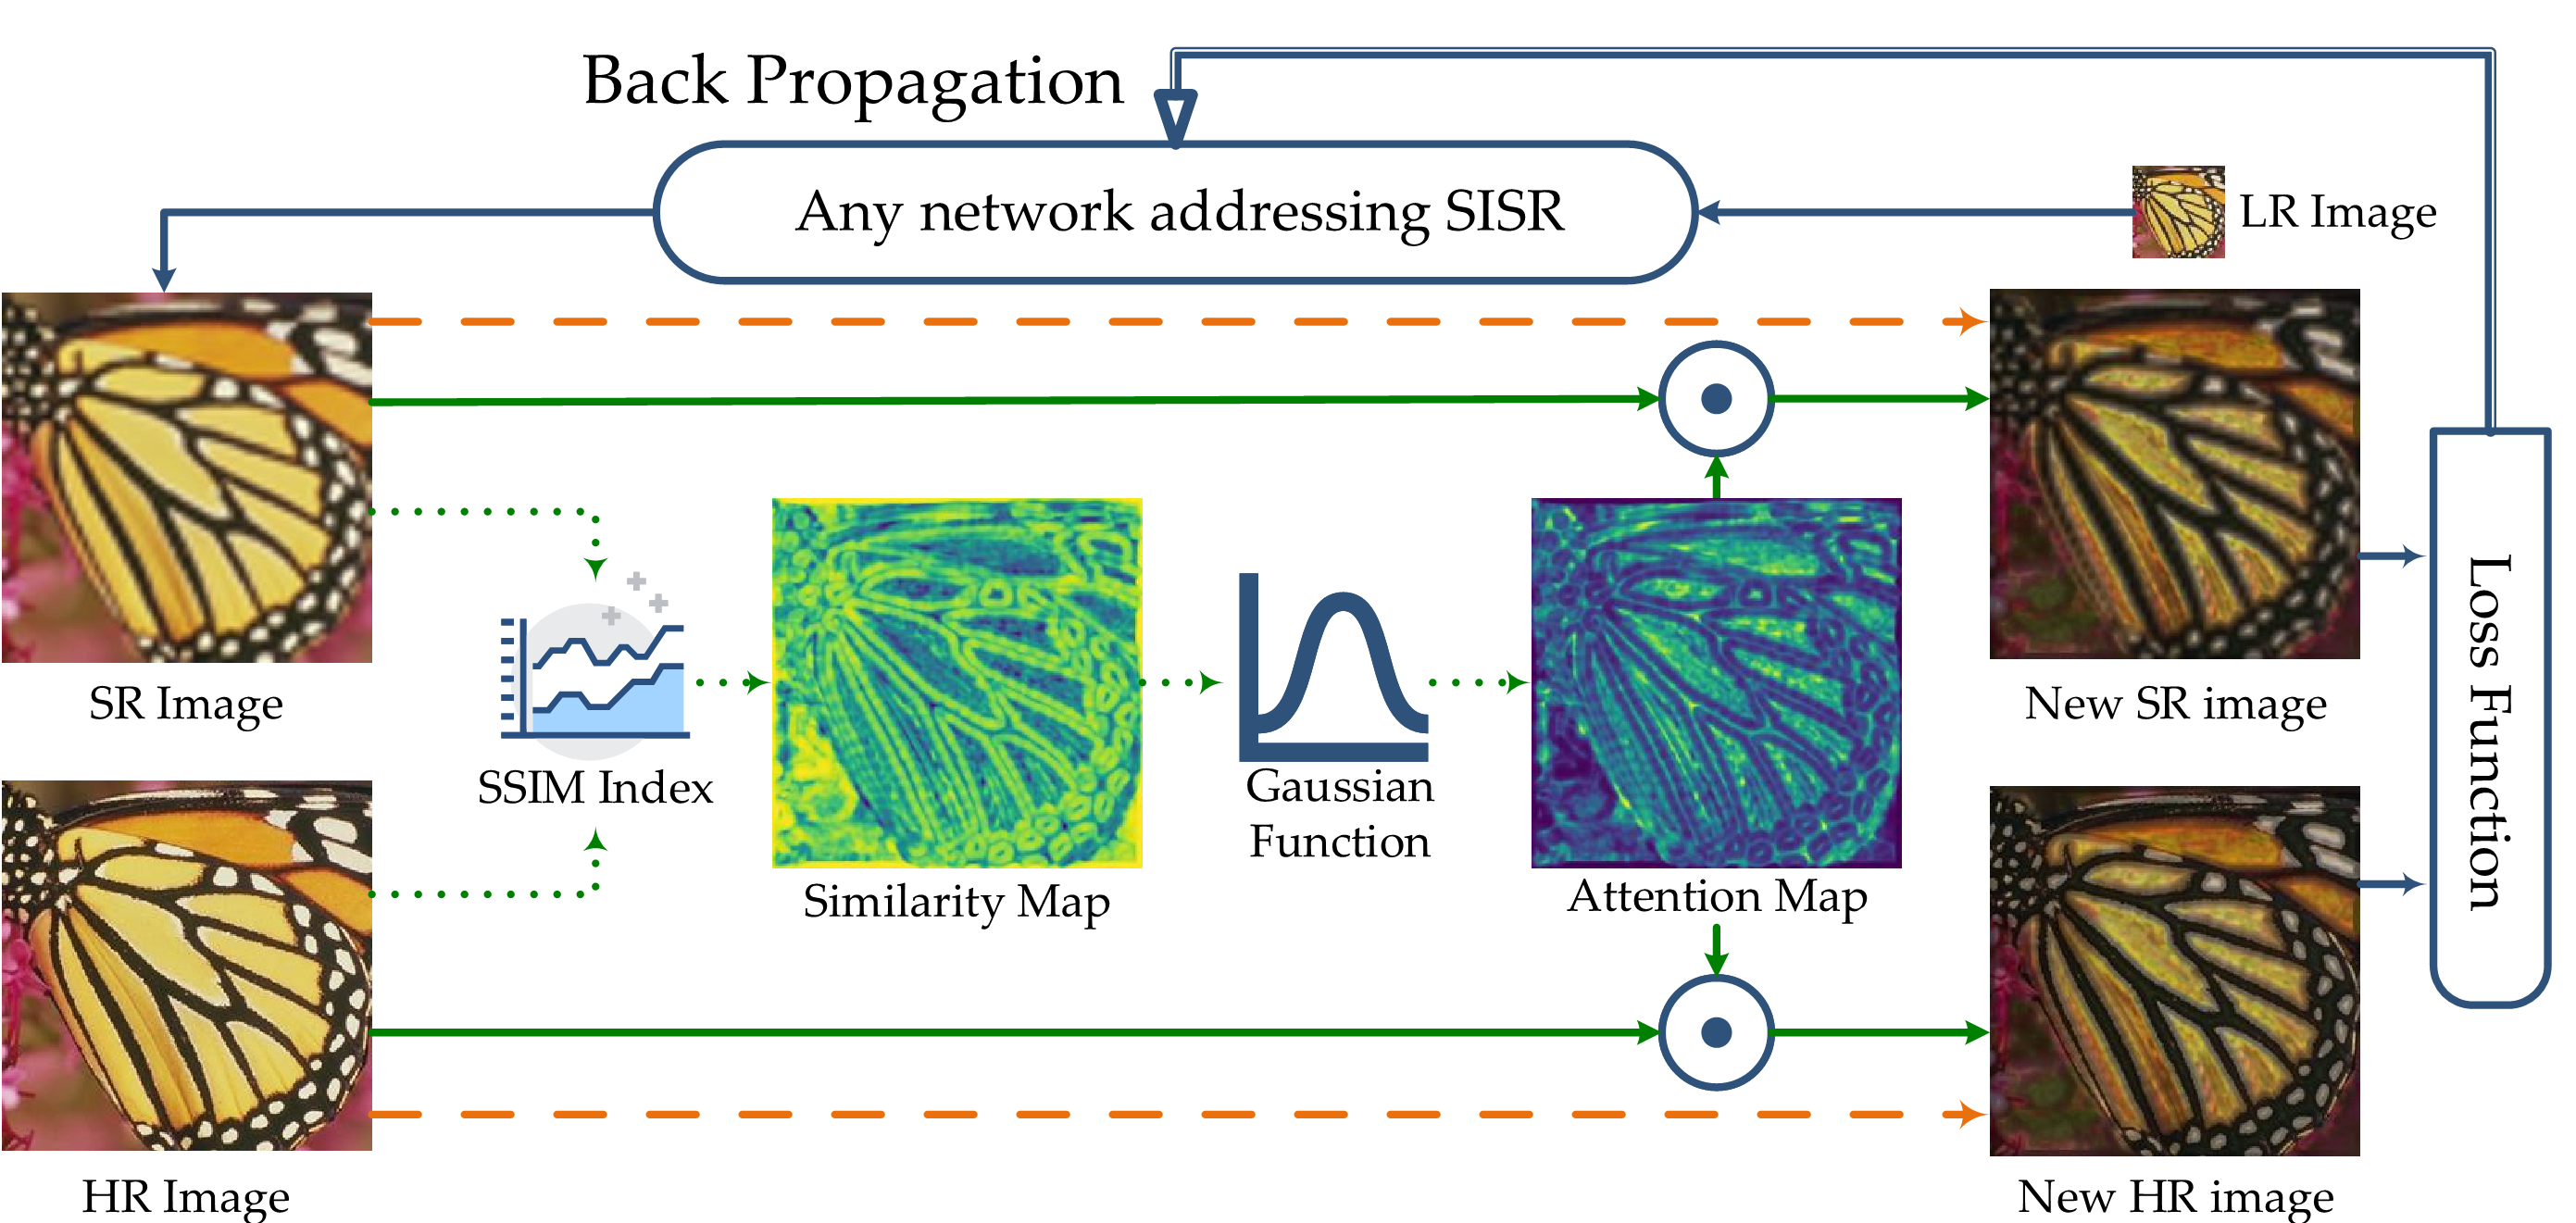 Back Propagation
Any network addressing SISR
LR Image
SR Image
SSIM Index
Similarity Map
Gaussian
Function
Attention Map
New SR image
Loss Function
HR Image
New HR image